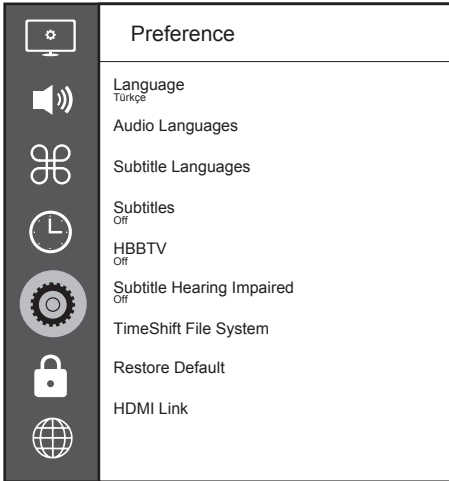 Preference
Language
Türkçe
Audio Languages
Subtitle Languages
Subtitles
Off
HBBTV
Off
Subtitle Hearing Impaired
Off
TimeShift File System
Restore Default
HDMI Link